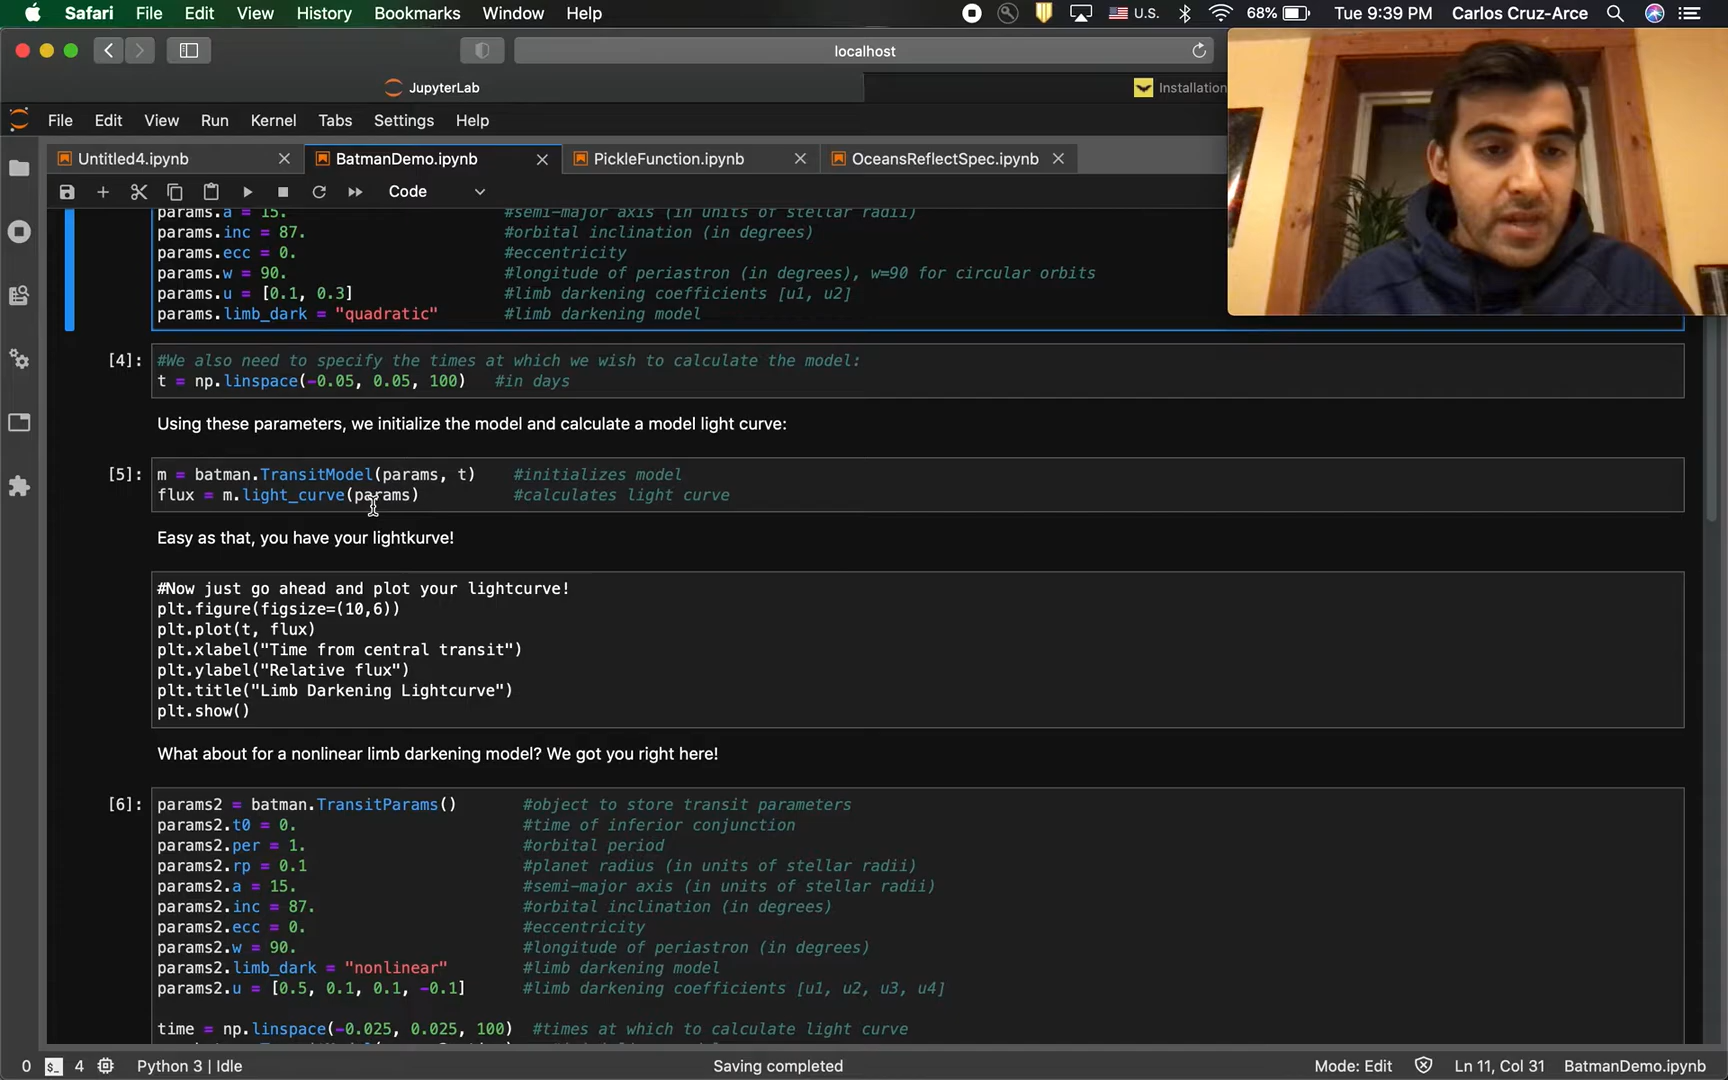 Safari File Edit View History Bookmarks Window Help U.S. 68% Tue 9:39 PM Carlos Cruz-Arce
localhost
JupyterLab Installation
File Edit View Run Kernel Tabs Settings Help
Untitled4.ipynb BatmanDemo.ipynb PickleFunction.ipynb OceansReflectSpec.ipynb
Code
params.a = 15. #semi-major axis (in units of stellar radii)
params.inc = 87. #orbital inclination (in degrees)
params.ecc = 0. #eccentricity
params.w = 90. #longitude of periastron (in degrees), w=90 for circular orbits
params.u = [0.1, 0.3] #limb darkening coefficients [u1, u2]
params.limb_dark = "quadratic" #limb darkening model
[4]: #We also need to specify the times at which we wish to calculate the model:
t = np.linspace(-0.05, 0.05, 100) #in days
Using these parameters, we initialize the model and calculate a model light curve:
[5]: m = batman.TransitModel(params, t) #initializes model
flux = m.light_curve(params) #calculates light curve
Easy as that, you have your lightkurve!
#Now just go ahead and plot your lightcurve!
plt.figure(figsize=(10,6))
plt.plot(t, flux)
plt.xlabel("Time from central transit")
plt.ylabel("Relative flux")
plt.title("Limb Darkening Lightcurve")
plt.show()
What about for a nonlinear limb darkening model? We got you right here!
[6]: params2 = batman.TransitParams() #object to store transit parameters
params2.t0 = 0. #time of inferior conjunction
params2.per = 1. #orbital period
params2.rp = 0.1 #planet radius (in units of stellar radii)
params2.a = 15. #semi-major axis (in units of stellar radii)
params2.inc = 87. #orbital inclination (in degrees)
params2.ecc = 0. #eccentricity
params2.w = 90. #longitude of periastron (in degrees)
params2.limb_dark = "nonlinear" #limb darkening model
params2.u = [0.5, 0.1, 0.1, -0.1] #limb darkening coefficients [u1, u2, u3, u4]
time = np.linspace(-0.025, 0.025, 100) #times at which to calculate light curve
0 4 Python 3 | Idle Saving completed Mode: Edit Ln 11, Col 31 BatmanDemo.ipynb